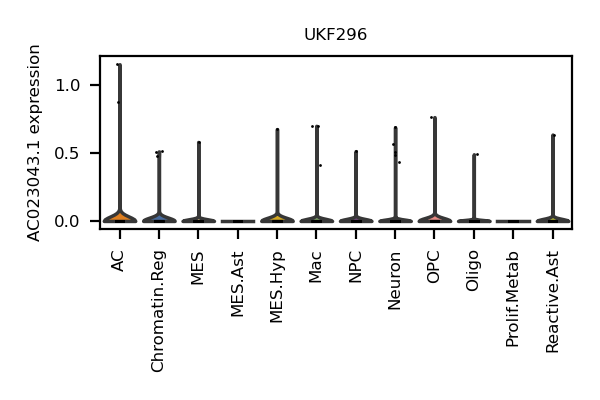 UKF296
AC023043.1 expression
1.0
0.5
0.0
AC
Chromatin.Reg
MES
MES.Ast
MES.Hyp
Mac
NPC
Neuron
OPC
Oligo
Prolif.Metab
Reactive.Ast